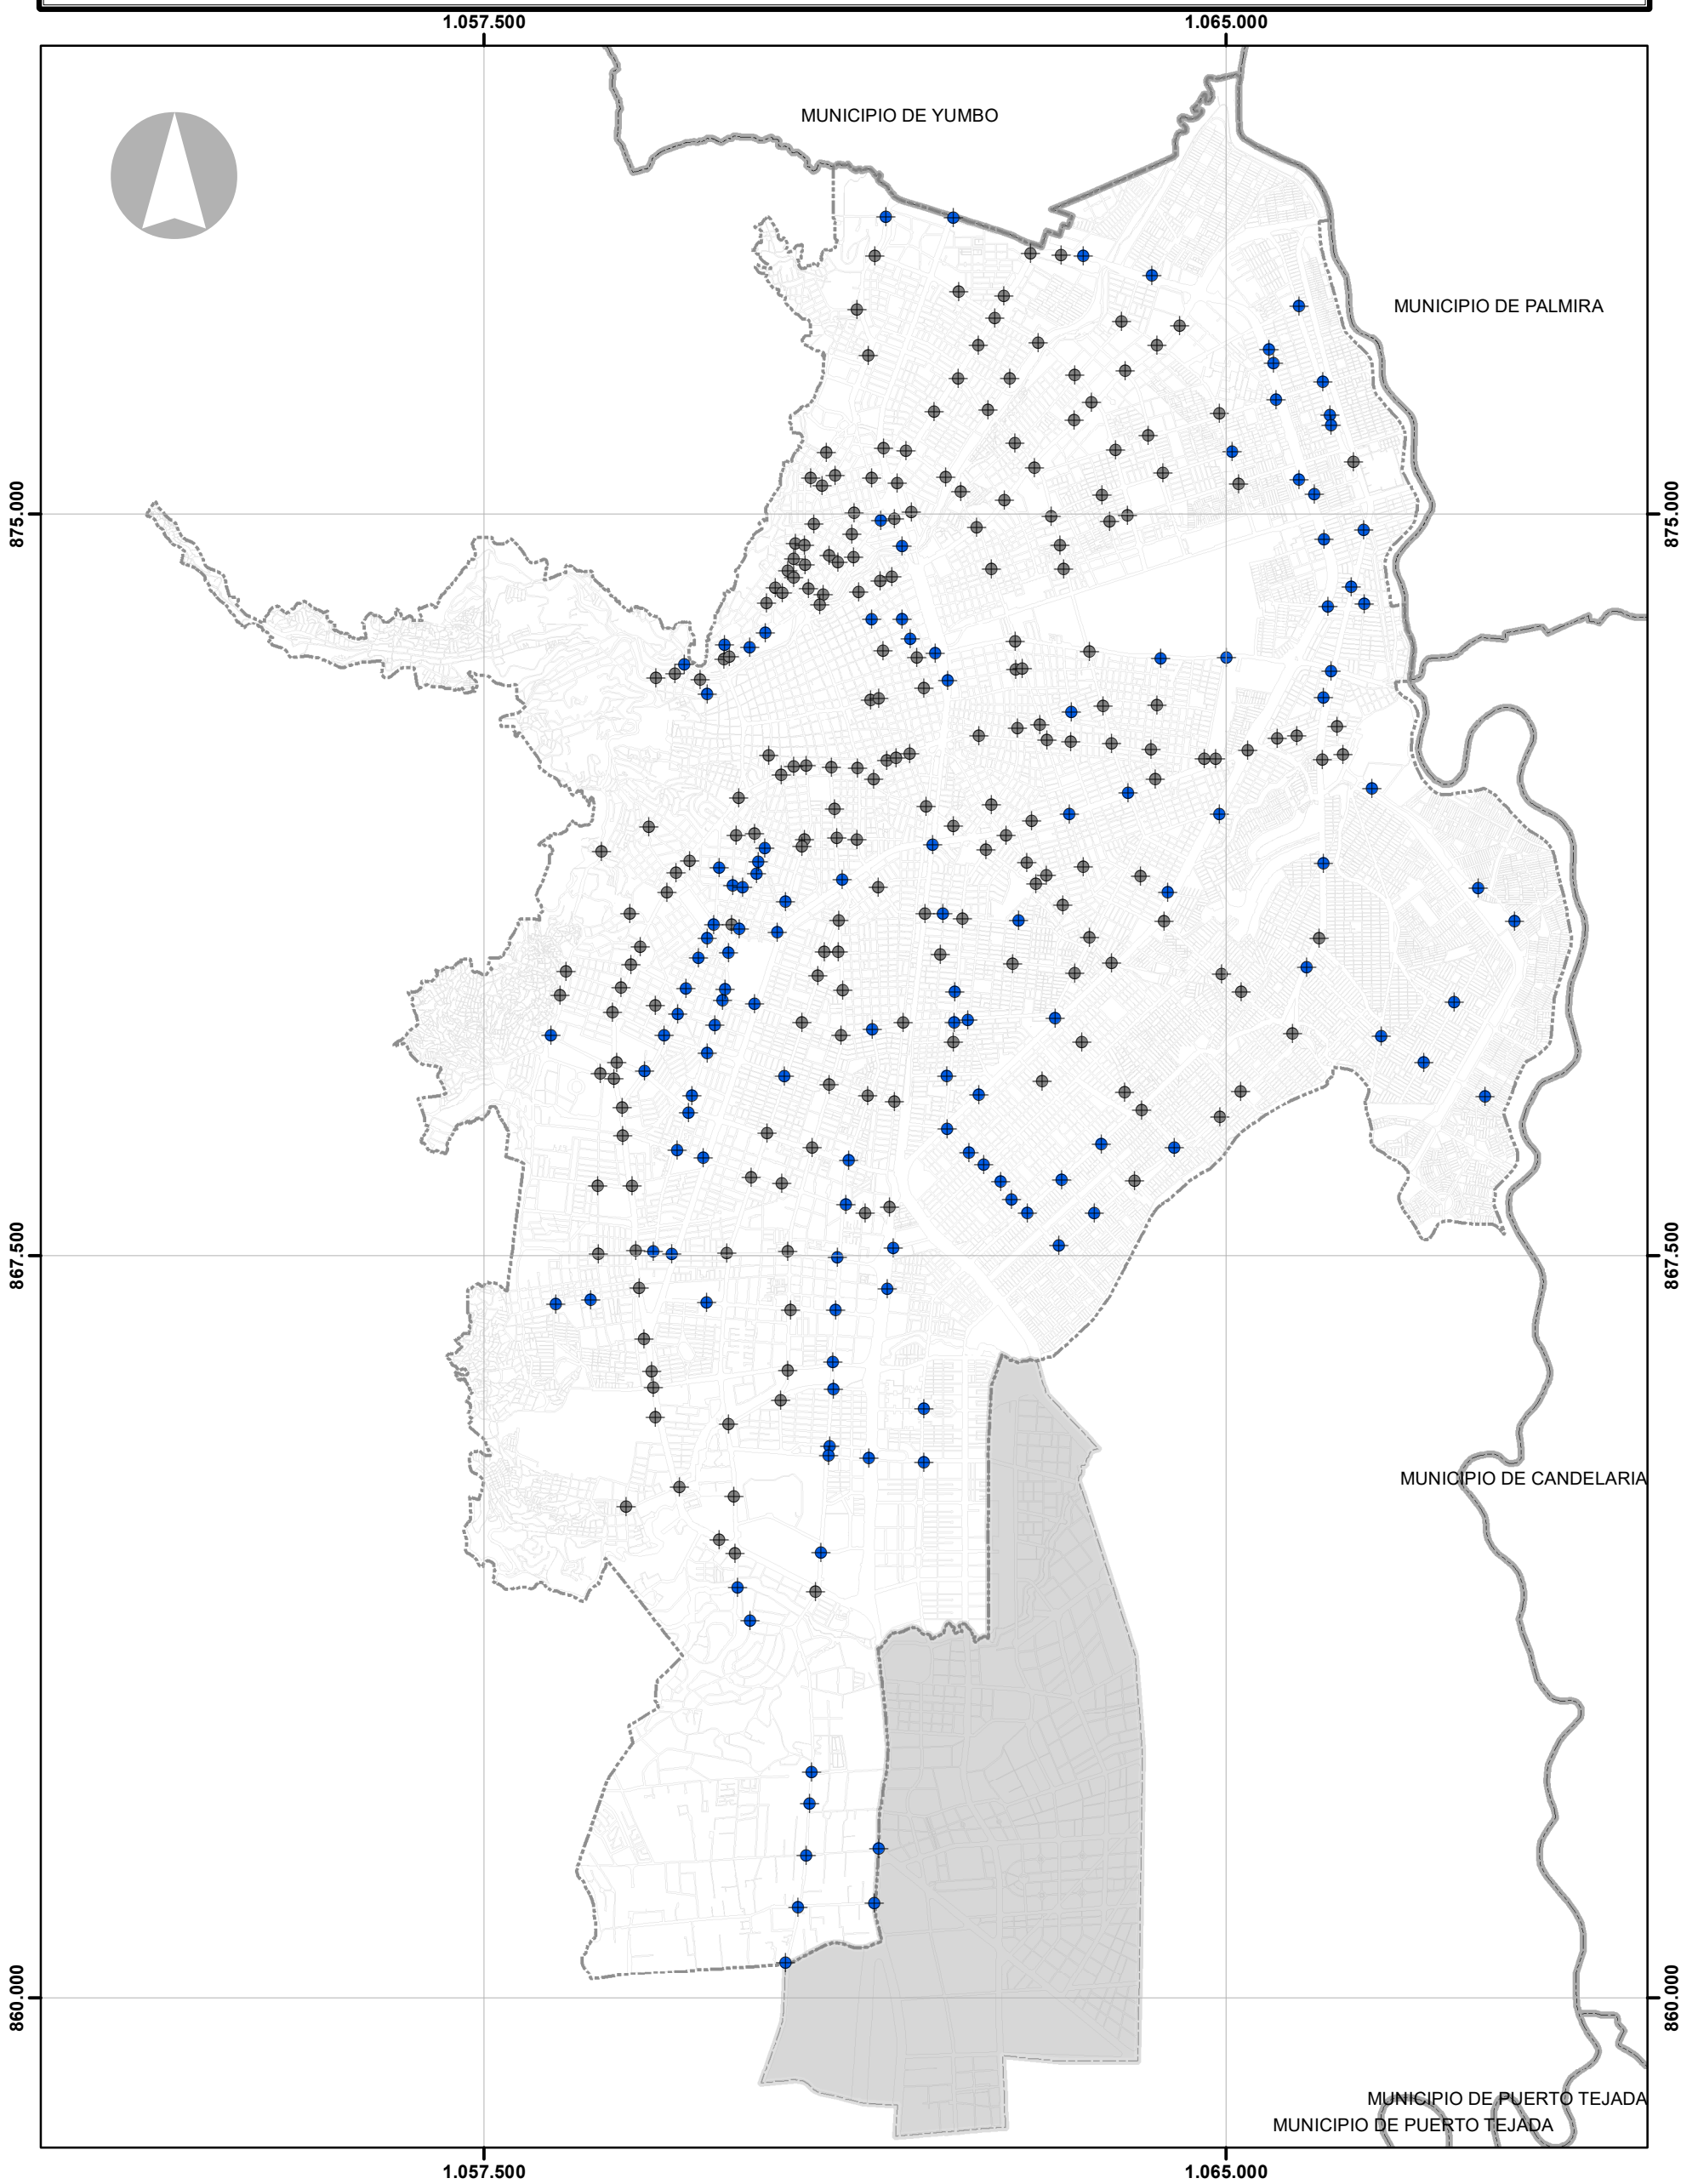 1.057.500 1.065.000
MUNICIPIO DE YUMBO
MUNICIPIO DE PALMIRA
875.000 875.000
867.500 867.500
MUNICIPIO DE CANDELARIA
860.000 860.000
MUNICIPIO DE PUERTO TEJADA
MUNICIPIO DE PUERTO TEJADA
1.057.500 1.065.000